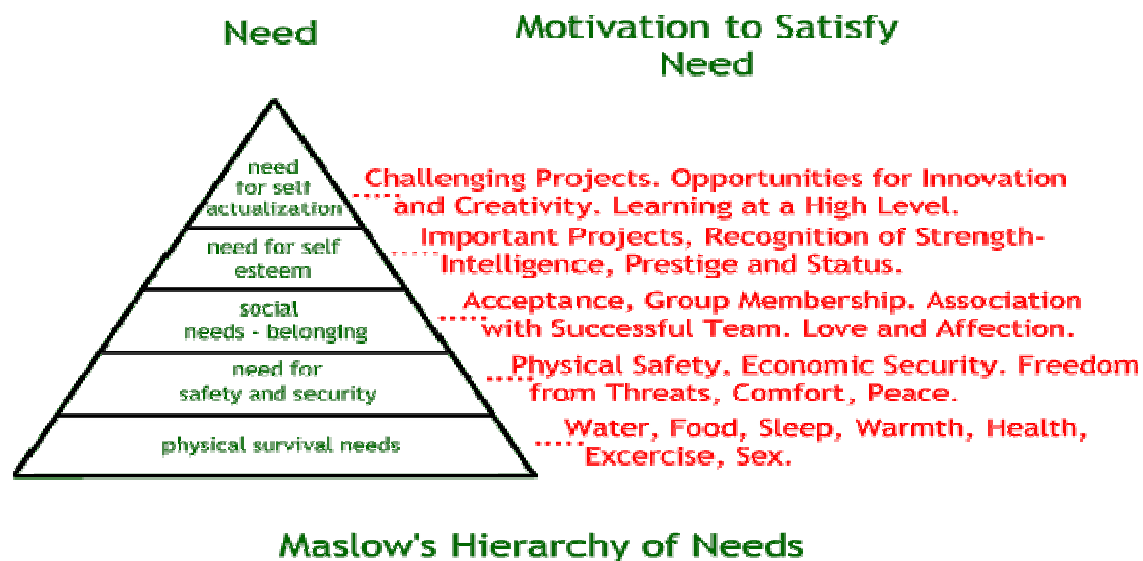 Need
Motivation to Satisfy
Need
need
for self
actualization
Challenging Projects. Opportunities for Innovation
and Creativity. Learning at a High Level.
need for self
esteem
Important Projects, Recognition of Strength-
Intelligence, Prestige and Status.
social
needs - belonging
Acceptance, Group Membership. Association
with Successful Team. Love and Affection.
need for
safety and security
Physical Safety. Economic Security. Freedom
from Threats, Comfort, Peace.
physical survival needs
Water, Food, Sleep, Warmth, Health,
Excercise, Sex.
Maslow's Hierarchy of Needs